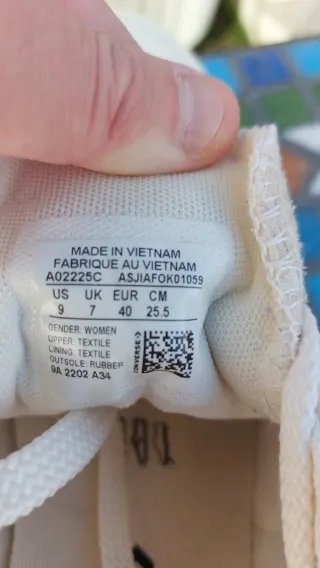 MADE IN VIETNAM
FABRIQUE AU VIETNAM
A02225C ASJIAFOK01059
US UK EUR CM
9 7 40 25.5
GENDER: WOMEN
UPPER: TEXTILE
LINING: TEXTILE
OUTSOLE: RUBBER
9A 2202 A34
CONVERSE